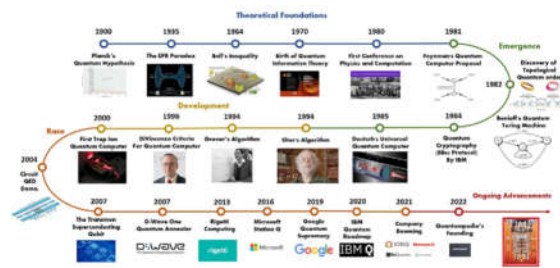 Theoretical Foundations
1900
1935
1964
1970
1980
1981
Planck's
Quantum Hypothesis
The EPR Paradox
Bell's Inequality
Birth of Quantum
Information Theory
First Conference on
Physics and Computation
Feynman's Quantum
Computer Proposal
Emergence
1982
Discovery of
Topological
Quantum order
Benioff's Quantum
Turing Machine
Development
2000
1996
1994
1994
1985
1984
First Trap Ion
Quantum Computer
DiVincenzo Criteria
For Quantum Computer
Grover's Algorithm
Shor's Algorithm
Deutsch's Universal
Quantum Computer
Quantum
Cryptography
(BB84 Protocol)
By IBM
Race
2004
Circuit
QED
Demo.
Ongoing Advancements
2007
2007
2013
2016
2019
2020
2021
2022
The Transmon
Superconducting
Qubit
D-Wave One
Quantum Annealer
Rigetti
Computing
Microsoft
Station Q
Google
Quantum
Supremacy
IBM
Quantum
Roadmap
Company
Booming
Quantumpedia's
Founding
D:wave
rigetti
Microsoft
Google
IBM Q